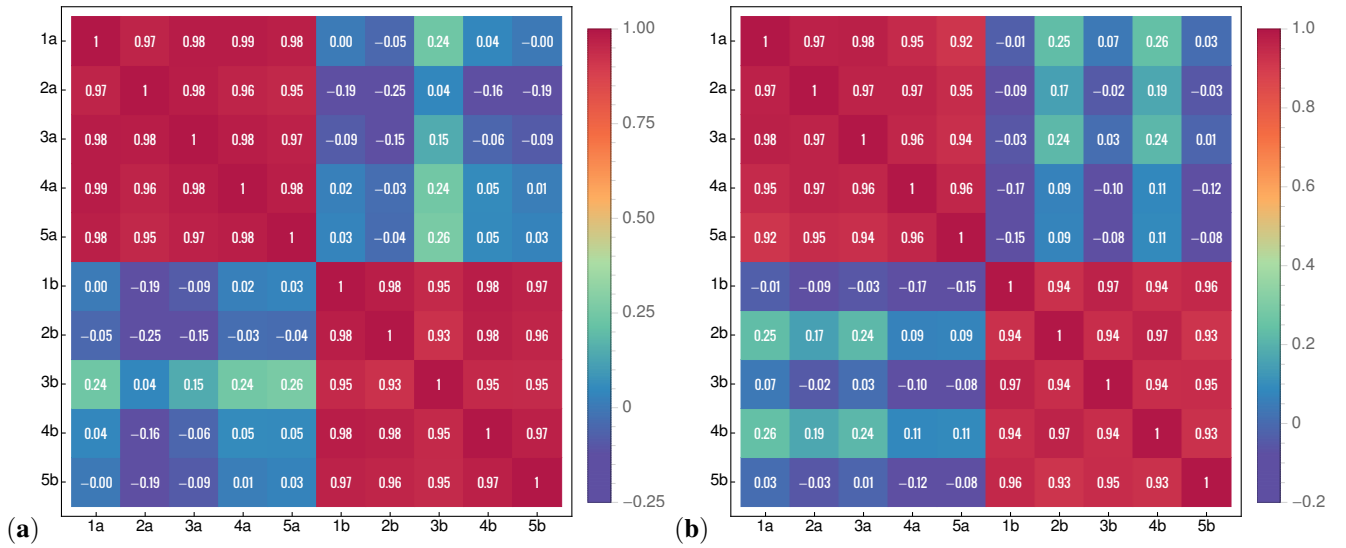 1a 1 0.97 0.98 0.99 0.98 0.00 −0.05 0.24 0.04 −0.00
2a 0.97 1 0.98 0.96 0.95 −0.19 −0.25 0.04 −0.16 −0.19
3a 0.98 0.98 1 0.98 0.97 −0.09 −0.15 0.15 −0.06 −0.09
4a 0.99 0.96 0.98 1 0.98 0.02 −0.03 0.24 0.05 0.01
5a 0.98 0.95 0.97 0.98 1 0.03 −0.04 0.26 0.05 0.03
1b 0.00 −0.19 −0.09 0.02 0.03 1 0.98 0.95 0.98 0.97
2b −0.05 −0.25 −0.15 −0.03 −0.04 0.98 1 0.93 0.98 0.96
3b 0.24 0.04 0.15 0.24 0.26 0.95 0.93 1 0.95 0.95
4b 0.04 −0.16 −0.06 0.05 0.05 0.98 0.98 0.95 1 0.97
5b −0.00 −0.19 −0.09 0.01 0.03 0.97 0.96 0.95 0.97 1
1a 2a 3a 4a 5a 1b 2b 3b 4b 5b
1.00
0.75
0.50
0.25
0
−0.25
(a)
1a 1 0.97 0.98 0.95 0.92 −0.01 0.25 0.07 0.26 0.03
2a 0.97 1 0.97 0.97 0.95 −0.09 0.17 −0.02 0.19 −0.03
3a 0.98 0.97 1 0.96 0.94 −0.03 0.24 0.03 0.24 0.01
4a 0.95 0.97 0.96 1 0.96 −0.17 0.09 −0.10 0.11 −0.12
5a 0.92 0.95 0.94 0.96 1 −0.15 0.09 −0.08 0.11 −0.08
1b −0.01 −0.09 −0.03 −0.17 −0.15 1 0.94 0.97 0.94 0.96
2b 0.25 0.17 0.24 0.09 0.09 0.94 1 0.94 0.97 0.93
3b 0.07 −0.02 0.03 −0.10 −0.08 0.97 0.94 1 0.94 0.95
4b 0.26 0.19 0.24 0.11 0.11 0.94 0.97 0.94 1 0.93
5b 0.03 −0.03 0.01 −0.12 −0.08 0.96 0.93 0.95 0.93 1
1a 2a 3a 4a 5a 1b 2b 3b 4b 5b
1.0
0.8
0.6
0.4
0.2
0
−0.2
(b)